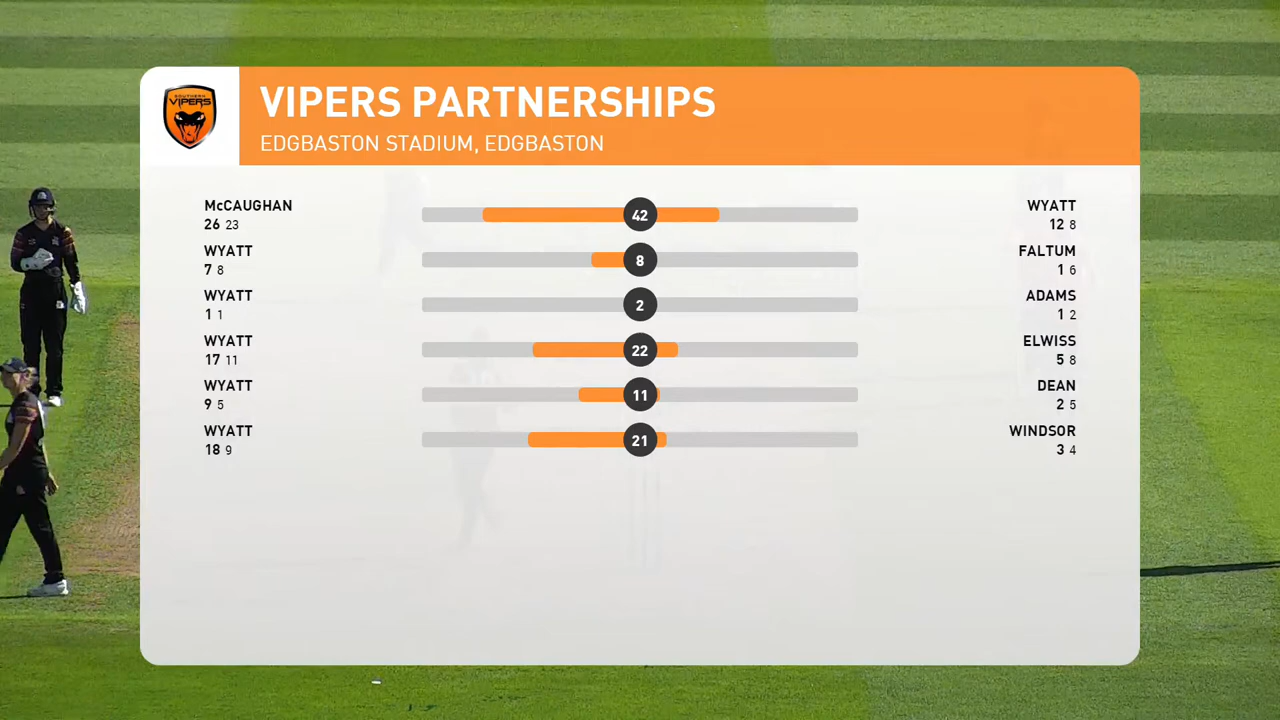 SOUTHERN
VIPERS
VIPERS PARTNERSHIPS
EDGBASTON STADIUM, EDGBASTON
McCAUGHAN 42 WYATT
26 23 12 8
WYATT 8 FALTUM
7 8 1 6
WYATT 2 ADAMS
1 1 1 2
WYATT 22 ELWISS
17 11 5 8
WYATT 11 DEAN
9 5 2 5
WYATT 21 WINDSOR
18 9 3 4